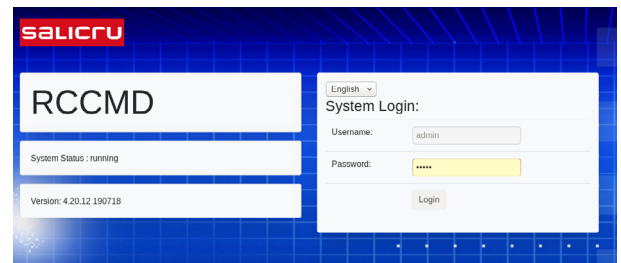 salicru
RCCMD
System Status : running
Version: 4.20.12 190718
English
System Login:
Username:
admin
Password:
•••••
Login